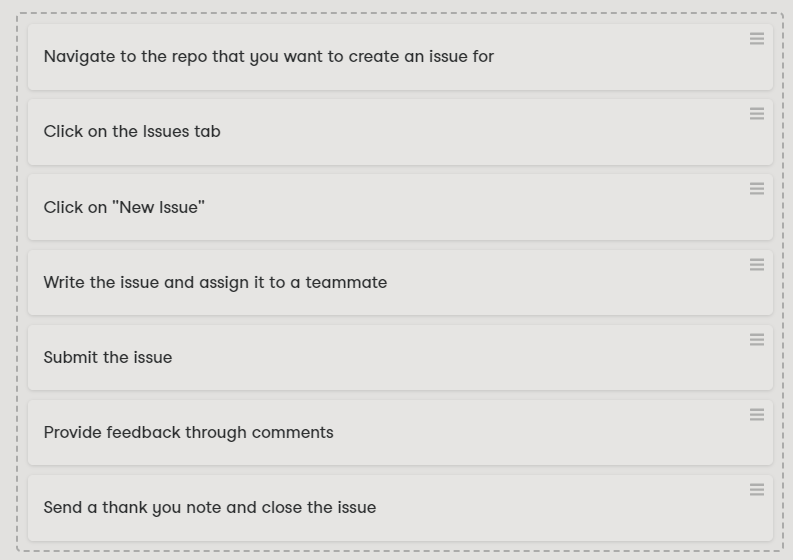 Navigate to the repo that you want to create an issue for
Click on the Issues tab
Click on "New Issue"
Write the issue and assign it to a teammate
Submit the issue
Provide feedback through comments
Send a thank you note and close the issue